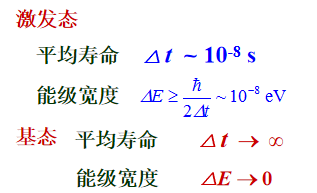 激发态
平均寿命 Δt ~ 10⁻⁸ s
能级宽度 ΔE ≥ ℏ/2Δt ~ 10⁻⁸ eV
基态 平均寿命 Δt → ∞
能级宽度 ΔE → 0